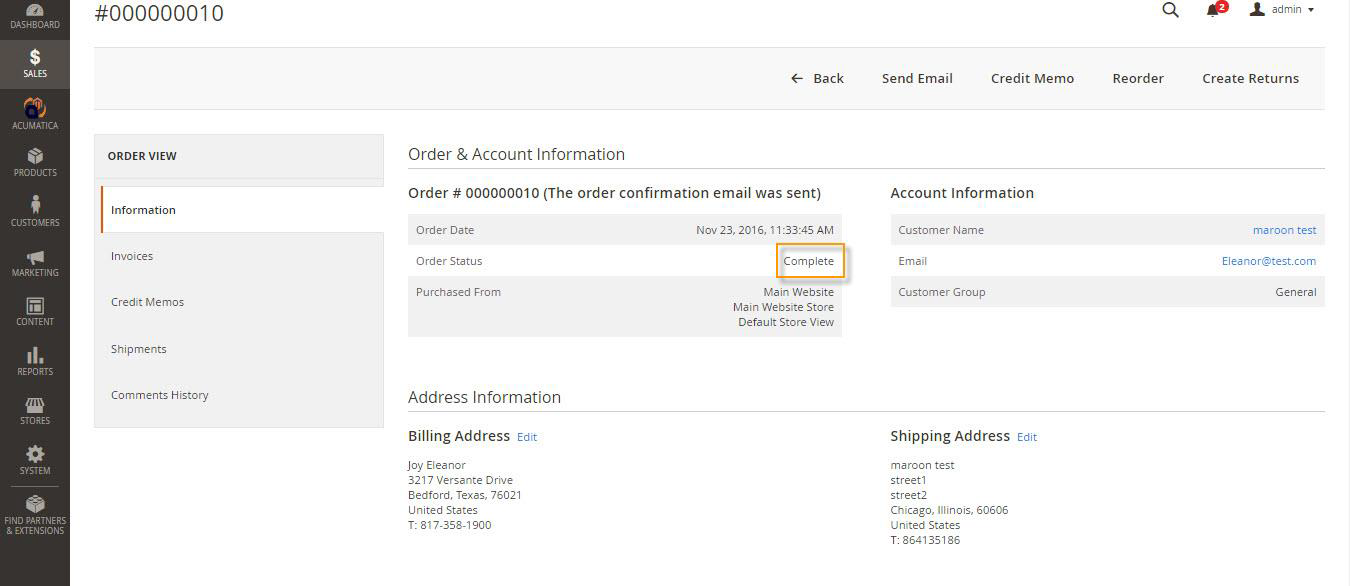 #000000010
2
admin
DASHBOARD
SALES
ACUMATICA
PRODUCTS
CUSTOMERS
MARKETING
CONTENT
REPORTS
STORES
SYSTEM
FIND PARTNERS
& EXTENSIONS
Back Send Email Credit Memo Reorder Create Returns
ORDER VIEW
Information
Invoices
Credit Memos
Shipments
Comments History
Order & Account Information
Order # 000000010 (The order confirmation email was sent)
Order Date Nov 23, 2016, 11:33:45 AM
Order Status Complete
Purchased From Main Website
Main Website Store
Default Store View
Account Information
Customer Name maroon test
Email Eleanor@test.com
Customer Group General
Address Information
Billing Address Edit
Joy Eleanor
3217 Versante Drive
Bedford, Texas, 76021
United States
T: 817-358-1900
Shipping Address Edit
maroon test
street1
street2
Chicago, Illinois, 60606
United States
T: 864135186